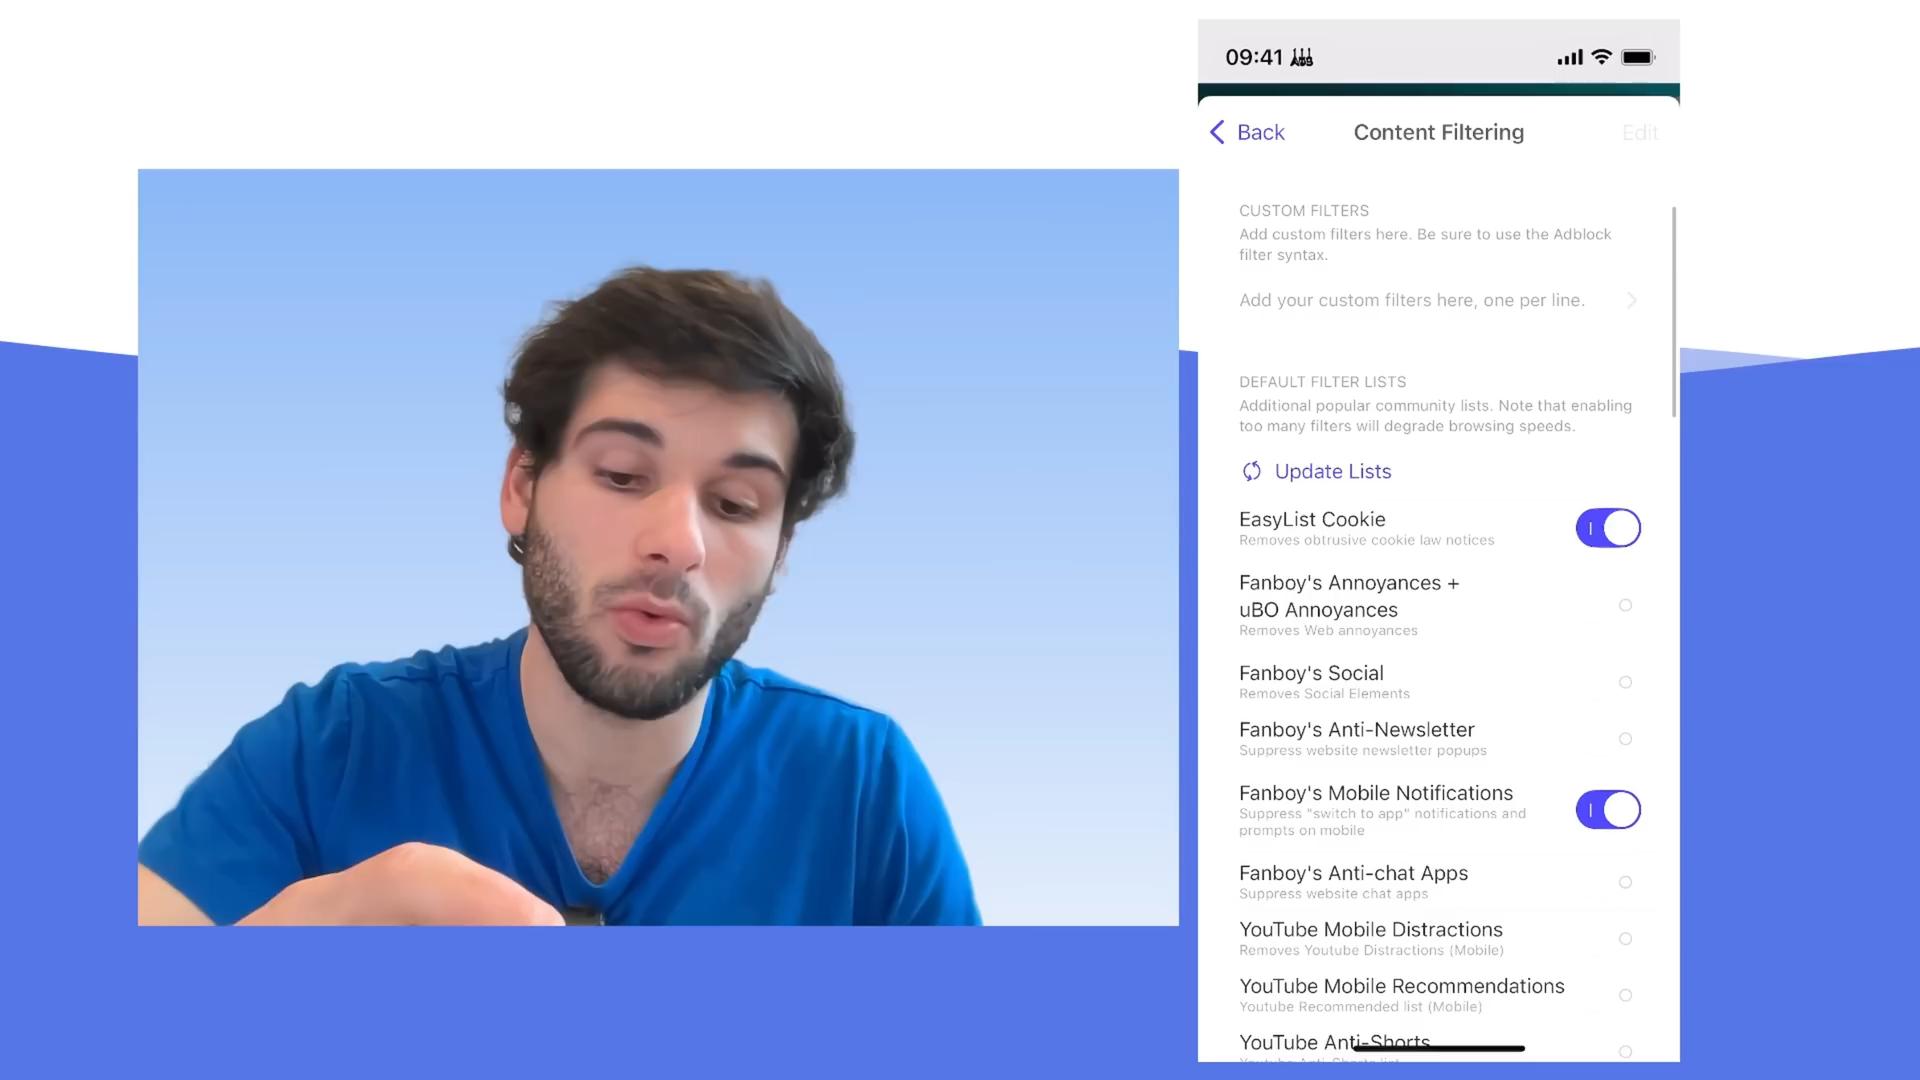 09:41
Back
Content Filtering
Edit
CUSTOM FILTERS
Add custom filters here. Be sure to use the Adblock
filter syntax.
Add your custom filters here, one per line.
DEFAULT FILTER LISTS
Additional popular community lists. Note that enabling
too many filters will degrade browsing speeds.
Update Lists
EasyList Cookie
Removes obtrusive cookie law notices
Fanboy's Annoyances +
uBO Annoyances
Removes Web annoyances
Fanboy's Social
Removes Social Elements
Fanboy's Anti-Newsletter
Suppress website newsletter popups
Fanboy's Mobile Notifications
Suppress "switch to app" notifications and
prompts on mobile
Fanboy's Anti-chat Apps
Suppress website chat apps
YouTube Mobile Distractions
Removes Youtube Distractions (Mobile)
YouTube Mobile Recommendations
Youtube Recommended list (Mobile)
YouTube Anti-Shorts